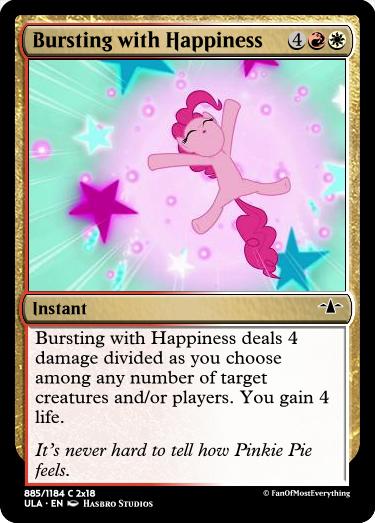 Bursting with Happiness 4
Instant
Bursting with Happiness deals 4
damage divided as you choose
among any number of target
creatures and/or players. You gain 4
life.
It's never hard to tell how Pinkie Pie
feels.
885/1184 C 2x18
ULA • EN Hasbro Studios
© FanOfMostEverything